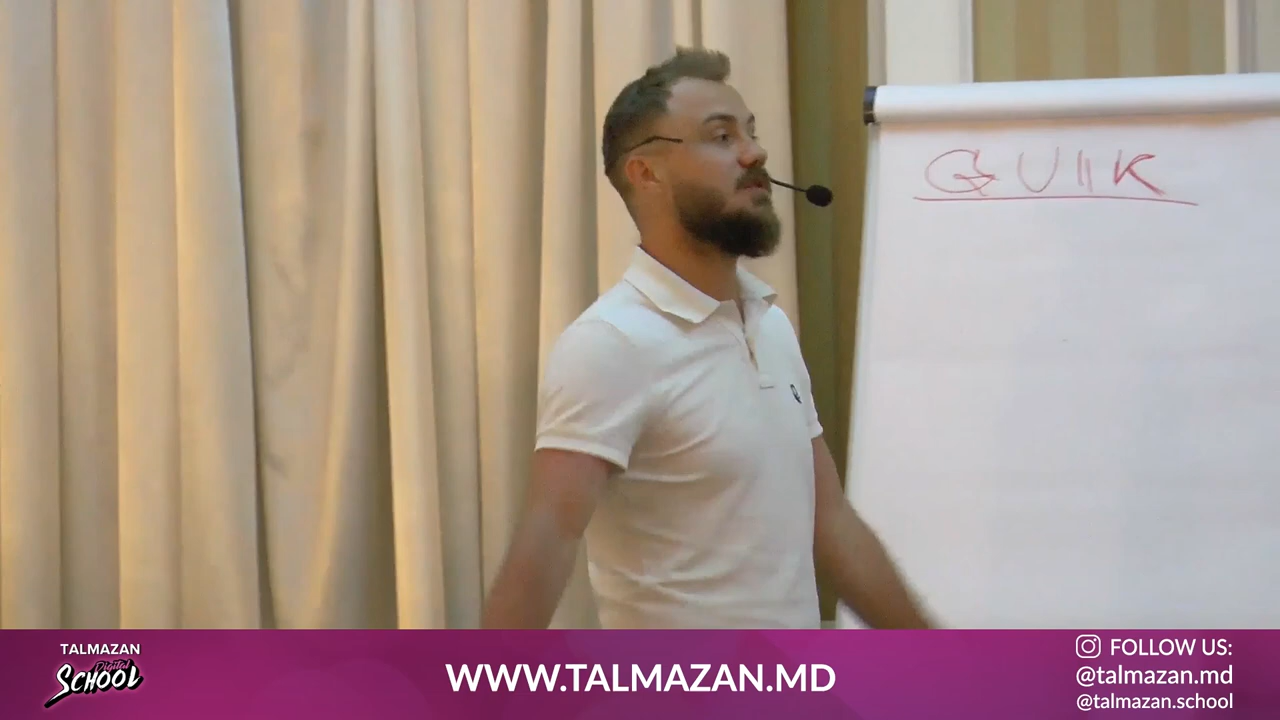 GUIK
TALMAZAN
Digital
SCHOOL
WWW.TALMAZAN.MD
FOLLOW US:
@talmazan.md
@talmazan.school